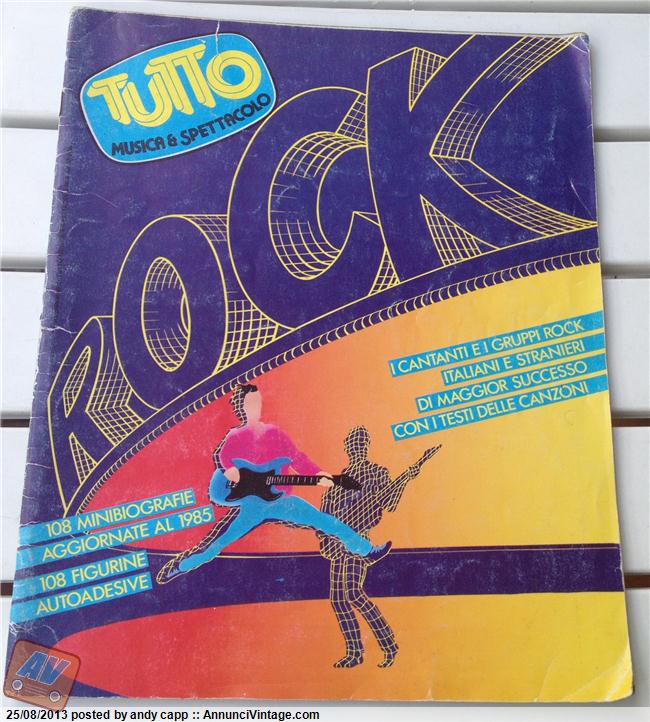 TUTTO
MUSICA & SPETTACOLO
ROCK
I CANTANTI E I GRUPPI ROCK
ITALIANI E STRANIERI
DI MAGGIOR SUCCESSO
CON I TESTI DELLE CANZONI
108 MINIBIOGRAFIE
AGGIORNATE AL 1985
108 FIGURINE
AUTOADESIVE
AV
25/08/2013 posted by andy capp :: AnnunciVintage.com